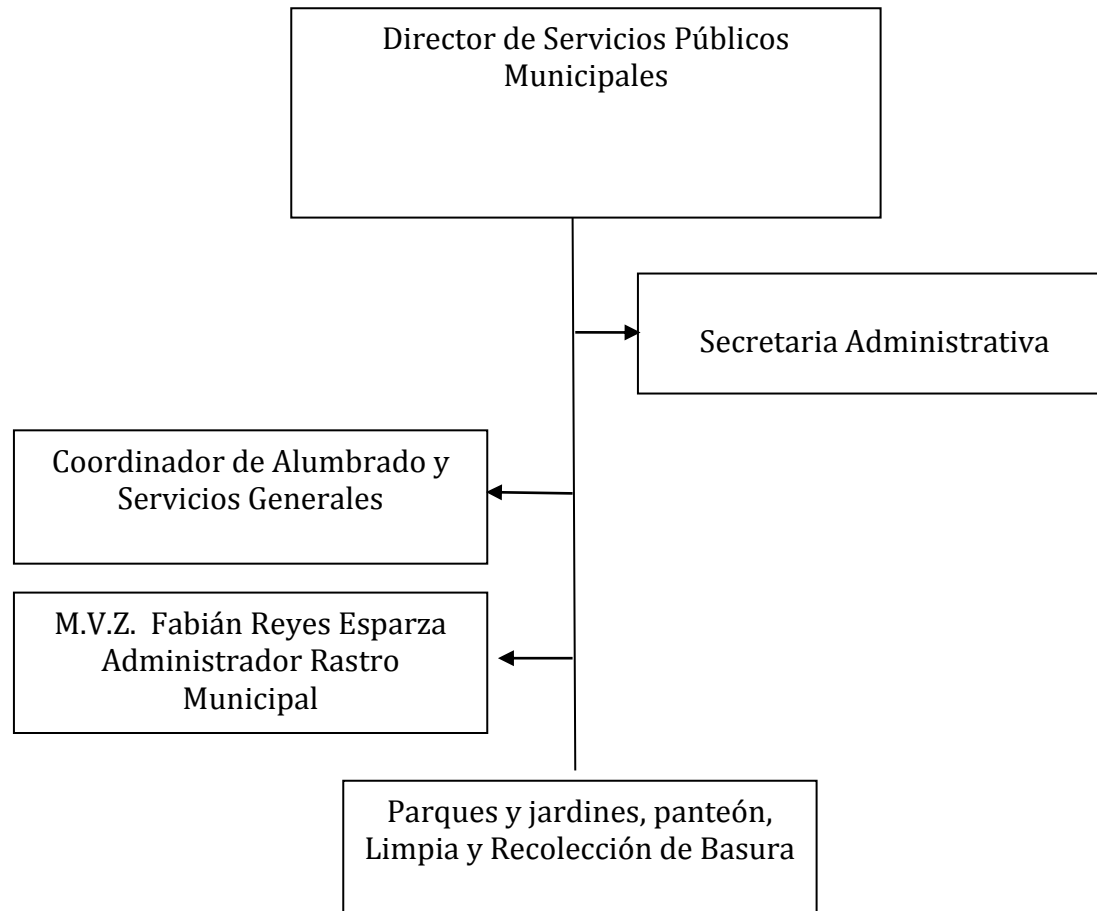 Director de Servicios Públicos
Municipales
Secretaria Administrativa
Coordinador de Alumbrado y
Servicios Generales
M.V.Z.  Fabián Reyes Esparza
Administrador Rastro
Municipal
Parques y jardines, panteón,
Limpia y Recolección de Basura